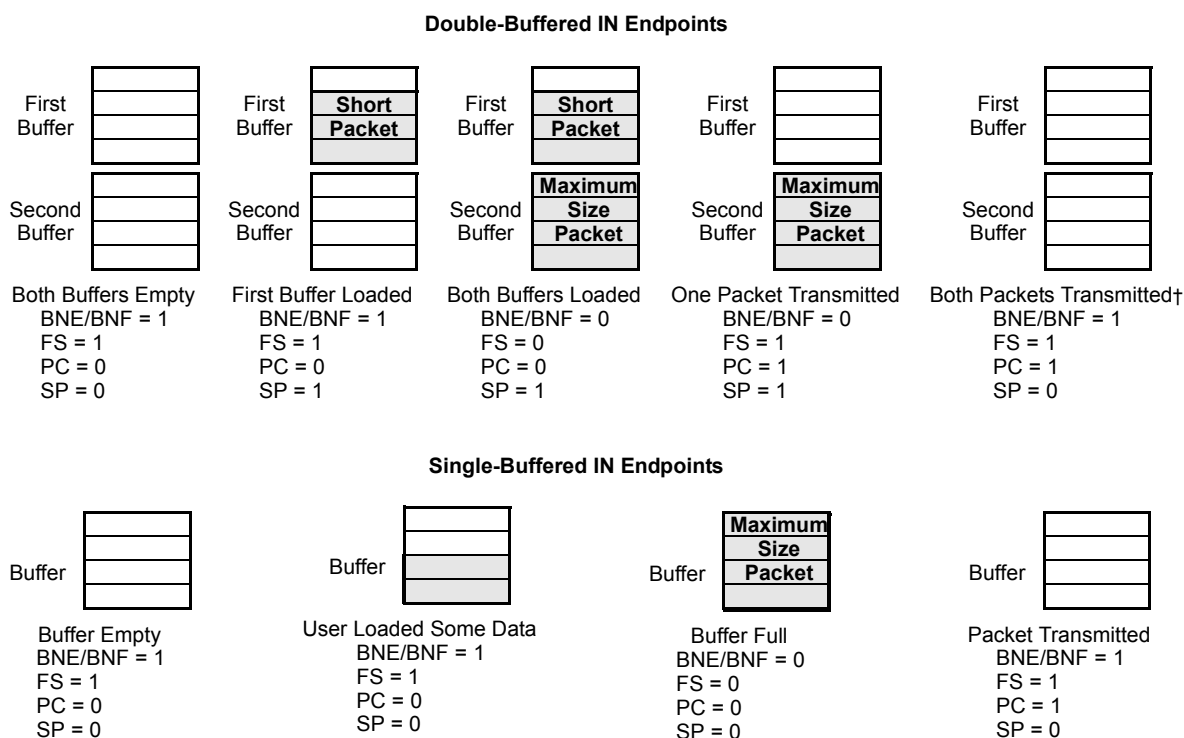 Double-Buffered IN Endpoints
First
Buffer
Second
Buffer
Both Buffers Empty
BNE/BNF = 1
FS = 1
PC = 0
SP = 0
First
Buffer
Short
Packet
Second
Buffer
First Buffer Loaded
BNE/BNF = 1
FS = 1
PC = 0
SP = 1
First
Buffer
Short
Packet
Second
Buffer
Maximum
Size
Packet
Both Buffers Loaded
BNE/BNF = 0
FS = 0
PC = 0
SP = 1
First
Buffer
Second
Buffer
Maximum
Size
Packet
One Packet Transmitted
BNE/BNF = 0
FS = 1
PC = 1
SP = 1
First
Buffer
Second
Buffer
Both Packets Transmitted†
BNE/BNF = 1
FS = 1
PC = 1
SP = 0
Single-Buffered IN Endpoints
Buffer
Buffer Empty
BNE/BNF = 1
FS = 1
PC = 0
SP = 0
Buffer
User Loaded Some Data
BNE/BNF = 1
FS = 1
PC = 0
SP = 0
Buffer
Maximum
Size
Packet
Buffer Full
BNE/BNF = 0
FS = 0
PC = 0
SP = 0
Buffer
Packet Transmitted
BNE/BNF = 1
FS = 1
PC = 1
SP = 0